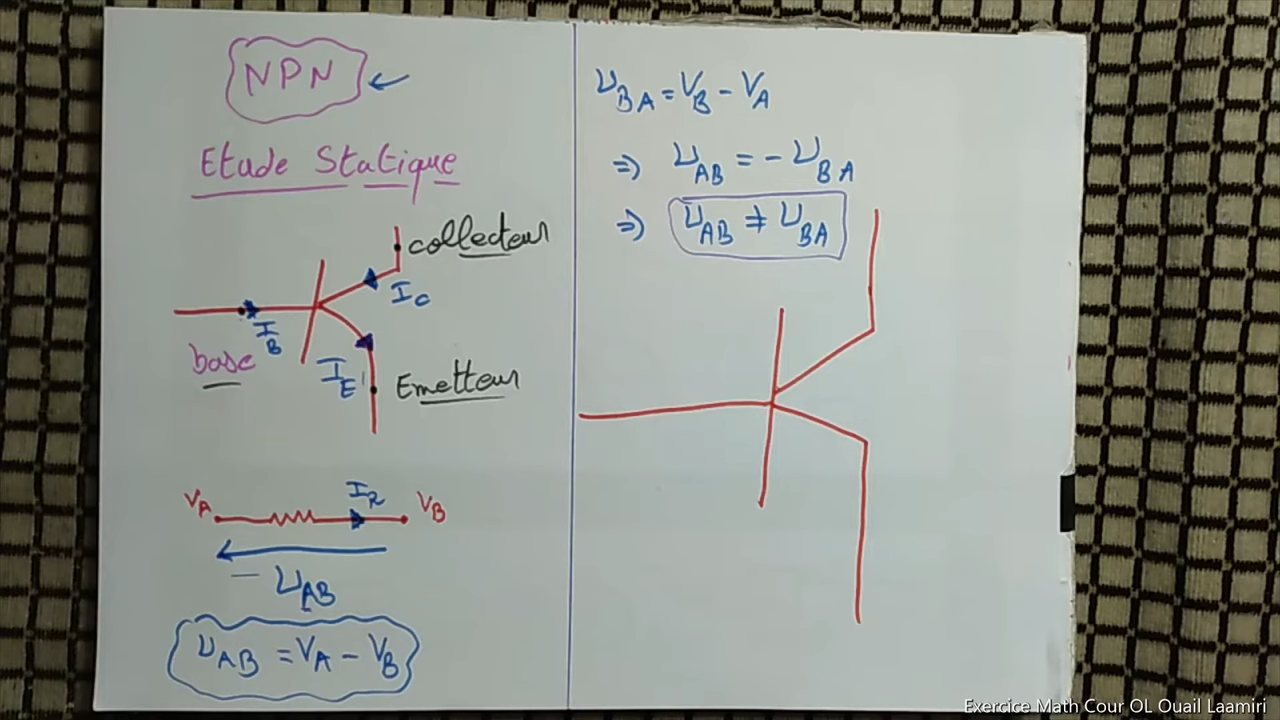 NPN
Etude Statique
collecteur
I_C
I_B
base
I_E
Emetteur
V_A
I_R
V_B
U_AB
U_AB = V_A - V_B
U_BA = V_B - V_A
=> U_AB = - U_BA
=> U_AB ≠ U_BA
Exercice Math Cour OL Ouail Laamiri